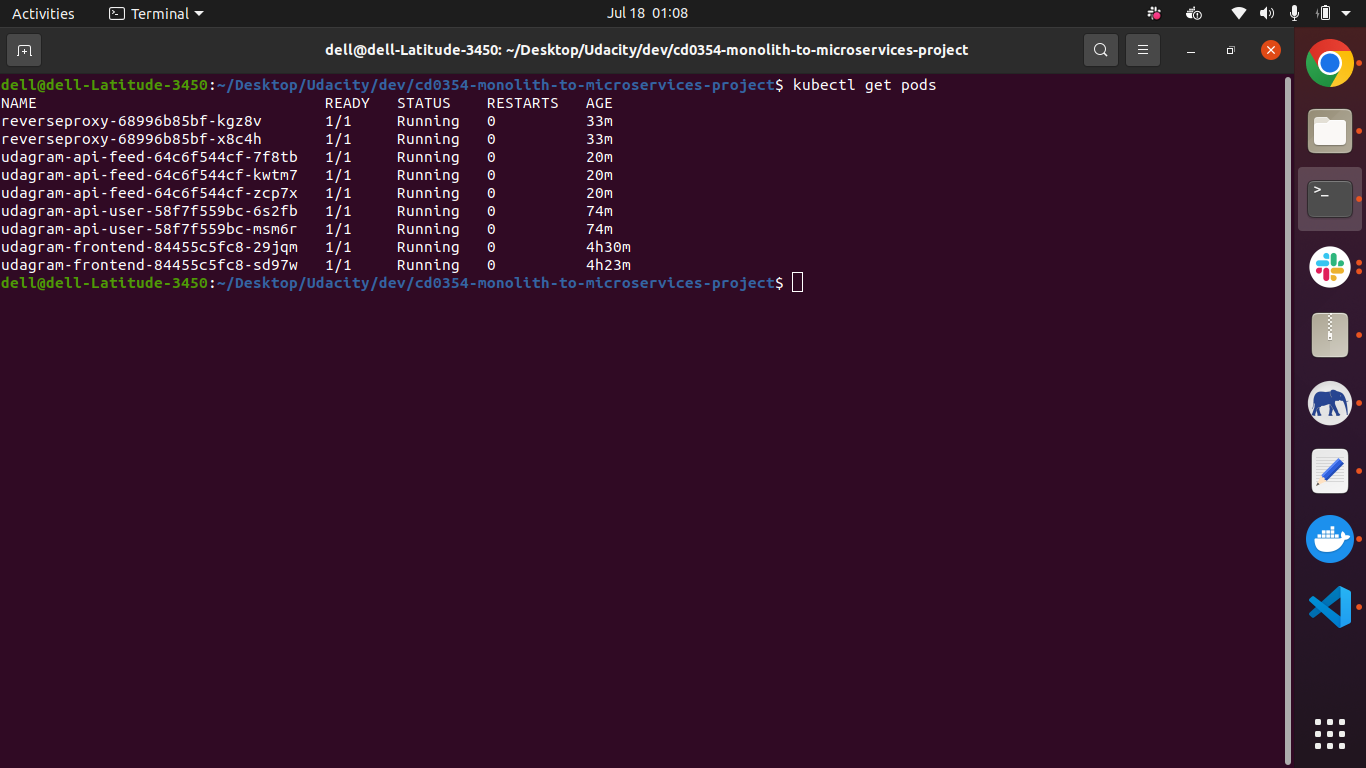 Activities Terminal Jul 18 01:08
dell@dell-Latitude-3450: ~/Desktop/Udacity/dev/cd0354-monolith-to-microservices-project
dell@dell-Latitude-3450:~/Desktop/Udacity/dev/cd0354-monolith-to-microservices-project$ kubectl get pods
NAME READY STATUS RESTARTS AGE
reverseproxy-68996b85bf-kgz8v 1/1 Running 0 33m
reverseproxy-68996b85bf-x8c4h 1/1 Running 0 33m
udagram-api-feed-64c6f544cf-7f8tb 1/1 Running 0 20m
udagram-api-feed-64c6f544cf-kwtm7 1/1 Running 0 20m
udagram-api-feed-64c6f544cf-zcp7x 1/1 Running 0 20m
udagram-api-user-58f7f559bc-6s2fb 1/1 Running 0 74m
udagram-api-user-58f7f559bc-msm6r 1/1 Running 0 74m
udagram-frontend-84455c5fc8-29jqm 1/1 Running 0 4h30m
udagram-frontend-84455c5fc8-sd97w 1/1 Running 0 4h23m
dell@dell-Latitude-3450:~/Desktop/Udacity/dev/cd0354-monolith-to-microservices-project$